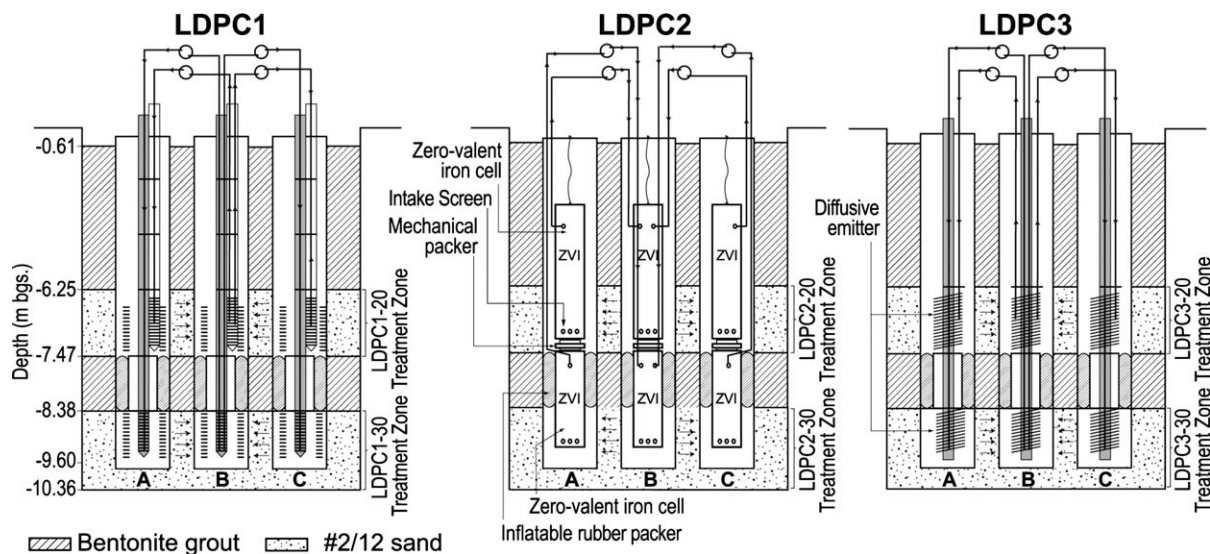 LDPC1
LDPC2
LDPC3
Depth (m bgs.)
-0.61
-6.25
-7.47
-8.38
-9.60
-10.36
A
B
C
LDPC1-20
Treatment Zone
LDPC1-30
Treatment Zone
Zero-valent
iron cell
Intake Screen
Mechanical
packer
ZVI
ZVI
ZVI
ZVI
ZVI
ZVI
A
B
C
LDPC2-20
Treatment Zone
LDPC2-30
Treatment Zone
Zero-valent iron cell
Inflatable rubber packer
Diffusive
emitter
A
B
C
LDPC3-20
Treatment Zone
LDPC3-30
Treatment Zone
Bentonite grout
#2/12 sand